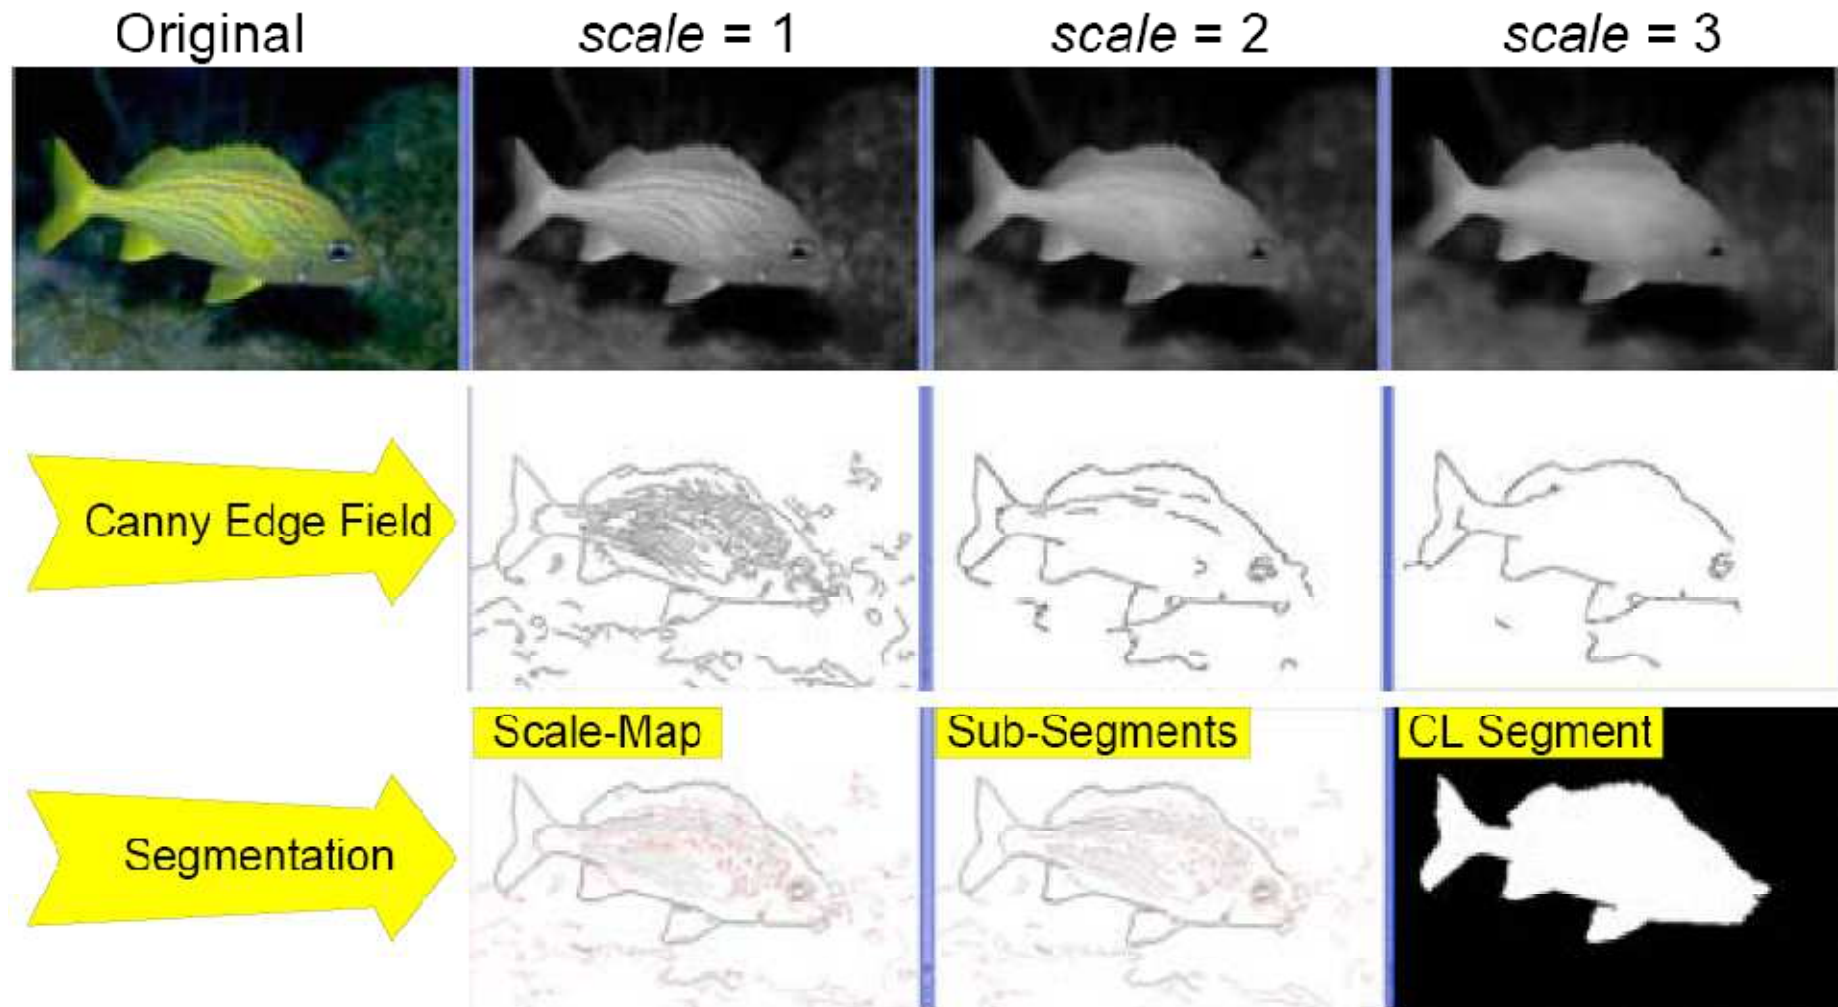 Original
scale = 1
scale = 2
scale = 3
Canny Edge Field
Scale-Map
Sub-Segments
CL Segment
Segmentation